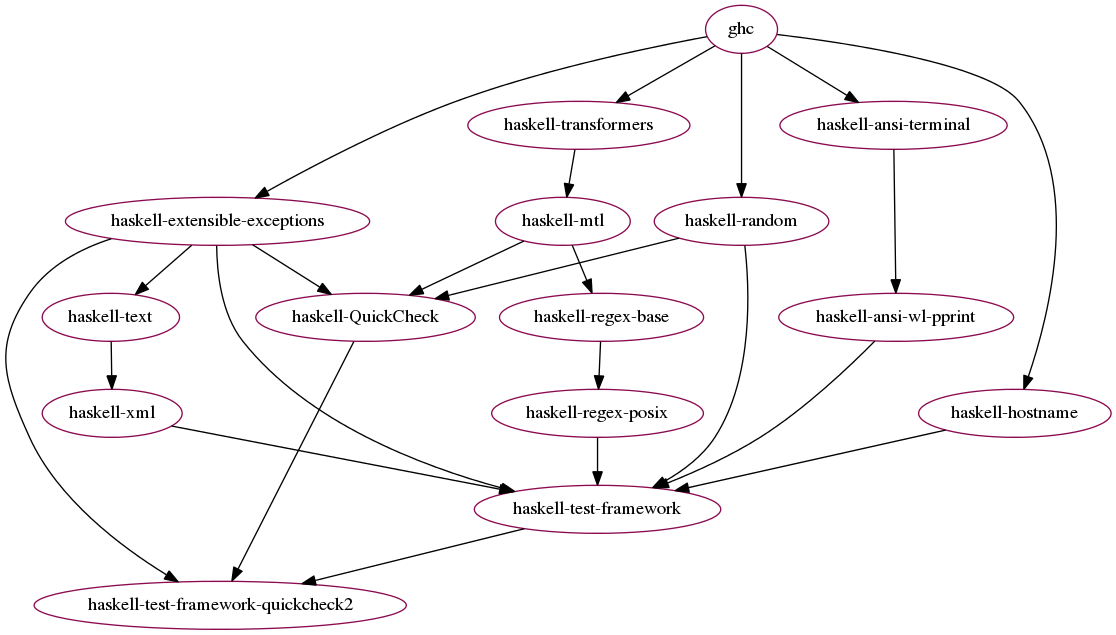 ghc
haskell-transformers
haskell-ansi-terminal
haskell-extensible-exceptions
haskell-mtl
haskell-random
haskell-text
haskell-QuickCheck
haskell-regex-base
haskell-ansi-wl-pprint
haskell-xml
haskell-regex-posix
haskell-hostname
haskell-test-framework
haskell-test-framework-quickcheck2